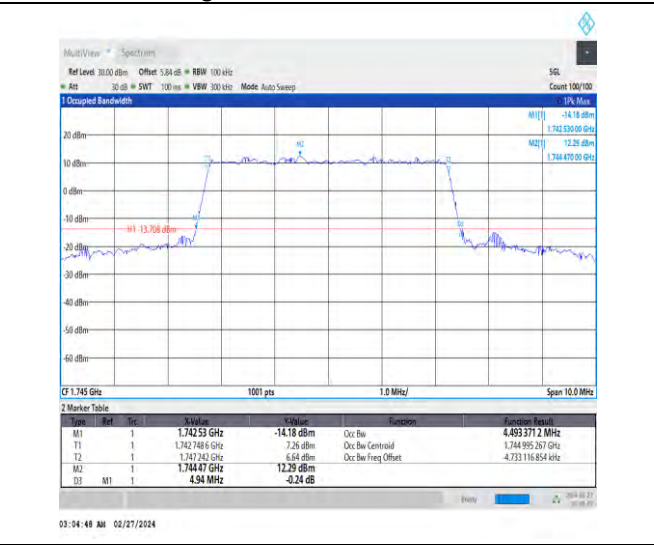 MultiView Spectrum
Ref Level 30.00 dBm Offset 5.84 dB RBW 100 kHz SGL
Att 30 dB SWT 100 ms VBW 300 kHz Mode Auto Sweep Count 100/100
1 Occupied Bandwidth 1Pk Max
M1[1] -14.18 dBm
1.742 530 00 GHz
20 dBm M2[1] 12.29 dBm
M2 1.744 470 00 GHz
10 dBm
0 dBm
-10 dBm
H1 -13.708 dBm
-20 dBm
-30 dBm
-40 dBm
-50 dBm
-60 dBm
CF 1.745 GHz 1001 pts 1.0 MHz/ Span 10.0 MHz
2 Marker Table
Type Ref Trc X-Value Y-Value Function Function Result
M1 1 1.742 53 GHz -14.18 dBm Occ Bw 4.493 371 2 MHz
T1 1 1.742 748 6 GHz 7.26 dBm Occ Bw Centroid 1.744 995 267 GHz
T2 1 1.747 242 GHz 6.64 dBm Occ Bw Freq Offset -4.733 116 854 kHz
M2 1 1.744 47 GHz 12.29 dBm
D3 M1 1 4.94 MHz -0.24 dB
03:04:48 AM 02/27/2024